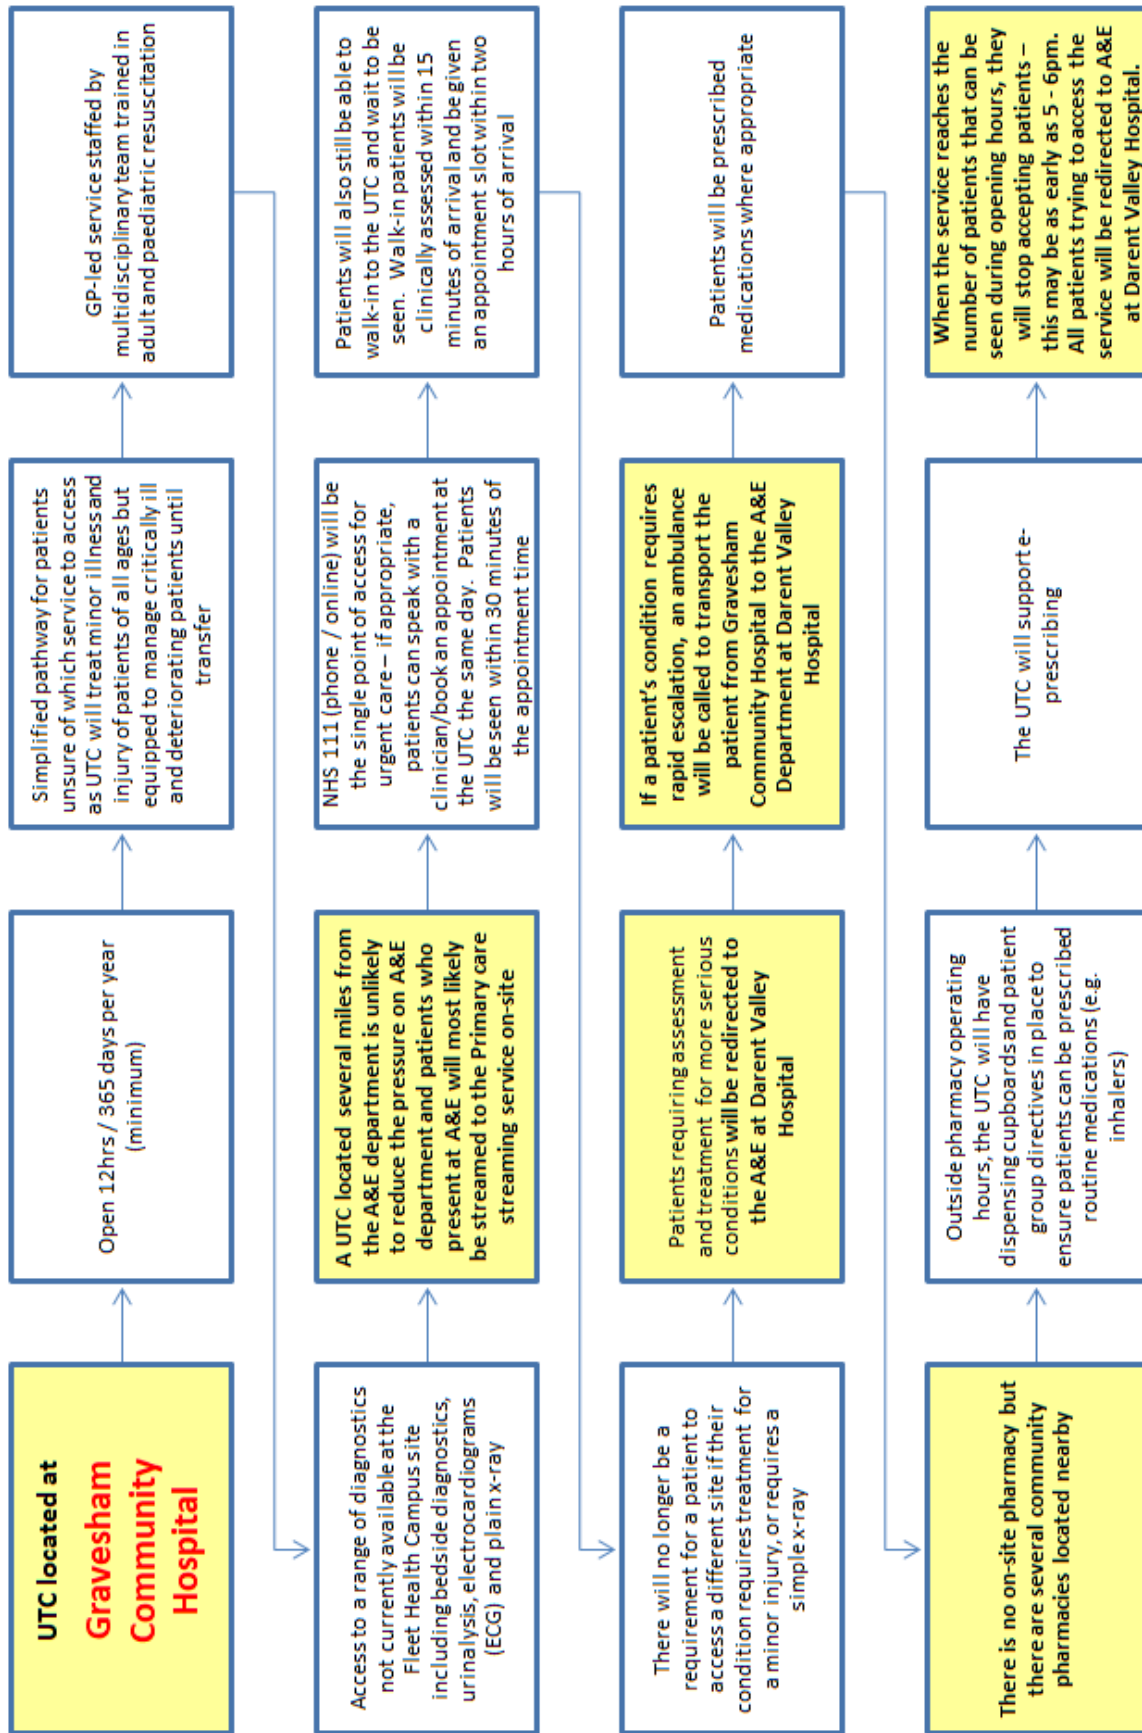 UTC located at
Gravesham
Community
Hospital
Open 12hrs / 365 days per year
(minimum)
Simplified pathway for patients
unsure of which service to access
as UTC will treat minor illness and
injury of patients of all ages but
equipped to manage critically ill
and deteriorating patients until
transfer
GP-led service staffed by
multidisciplinary team trained in
adult and paediatric resuscitation
Access to a range of diagnostics
not currently available at the
Fleet Health Campus site
including bedside diagnostics,
urinalysis, electrocardiograms
(ECG) and plain x-ray
A UTC located several miles from
the A&E department is unlikely
to reduce the pressure on A&E
department and patients who
present at A&E will most likely
be streamed to the Primary care
streaming service on-site
NHS 111 (phone / online) will be
the single point of access for
urgent care – if appropriate,
patients can speak with a
clinician/book an appointment at
the UTC the same day. Patients
will be seen within 30 minutes of
the appointment time
Patients will also still be able to
walk-in to the UTC and wait to be
seen. Walk-in patients will be
clinically assessed within 15
minutes of arrival and be given
an appointment slot within two
hours of arrival
There will no longer be a
requirement for a patient to
access a different site if their
condition requires treatment for
a minor injury, or requires a
simple x-ray
Patients requiring assessment
and treatment for more serious
conditions will be redirected to
the A&E at Darent Valley
Hospital
If a patient's condition requires
rapid escalation, an ambulance
will be called to transport the
patient from Gravesham
Community Hospital to the A&E
Department at Darent Valley
Hospital
Patients will be prescribed
medications where appropriate
There is no on-site pharmacy but
there are several community
pharmacies located nearby
Outside pharmacy operating
hours, the UTC will have
dispensing cupboards and patient
group directives in place to
ensure patients can be prescribed
routine medications (e.g.
inhalers)
The UTC will support e-
prescribing
When the service reaches the
number of patients that can be
seen during opening hours, they
will stop accepting patients –
this may be as early as 5 - 6pm.
All patients trying to access the
service will be redirected to A&E
at Darent Valley Hospital.